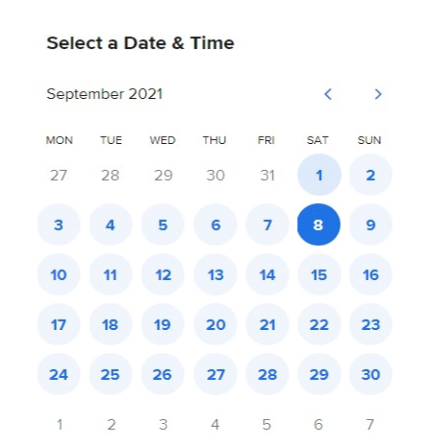 Select a Date & Time
September 2021
MON TUE WED THU FRI SAT SUN
27 28 29 30 31 1 2
3 4 5 6 7 8 9
10 11 12 13 14 15 16
17 18 19 20 21 22 23
24 25 26 27 28 29 30
1 2 3 4 5 6 7